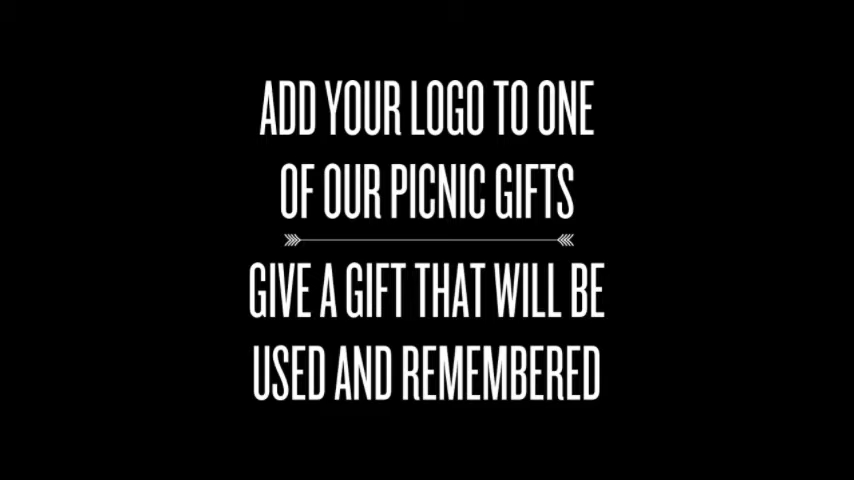 ADD YOUR LOGO TO ONE
OF OUR PICNIC GIFTS
GIVE A GIFT THAT WILL BE
USED AND REMEMBERED